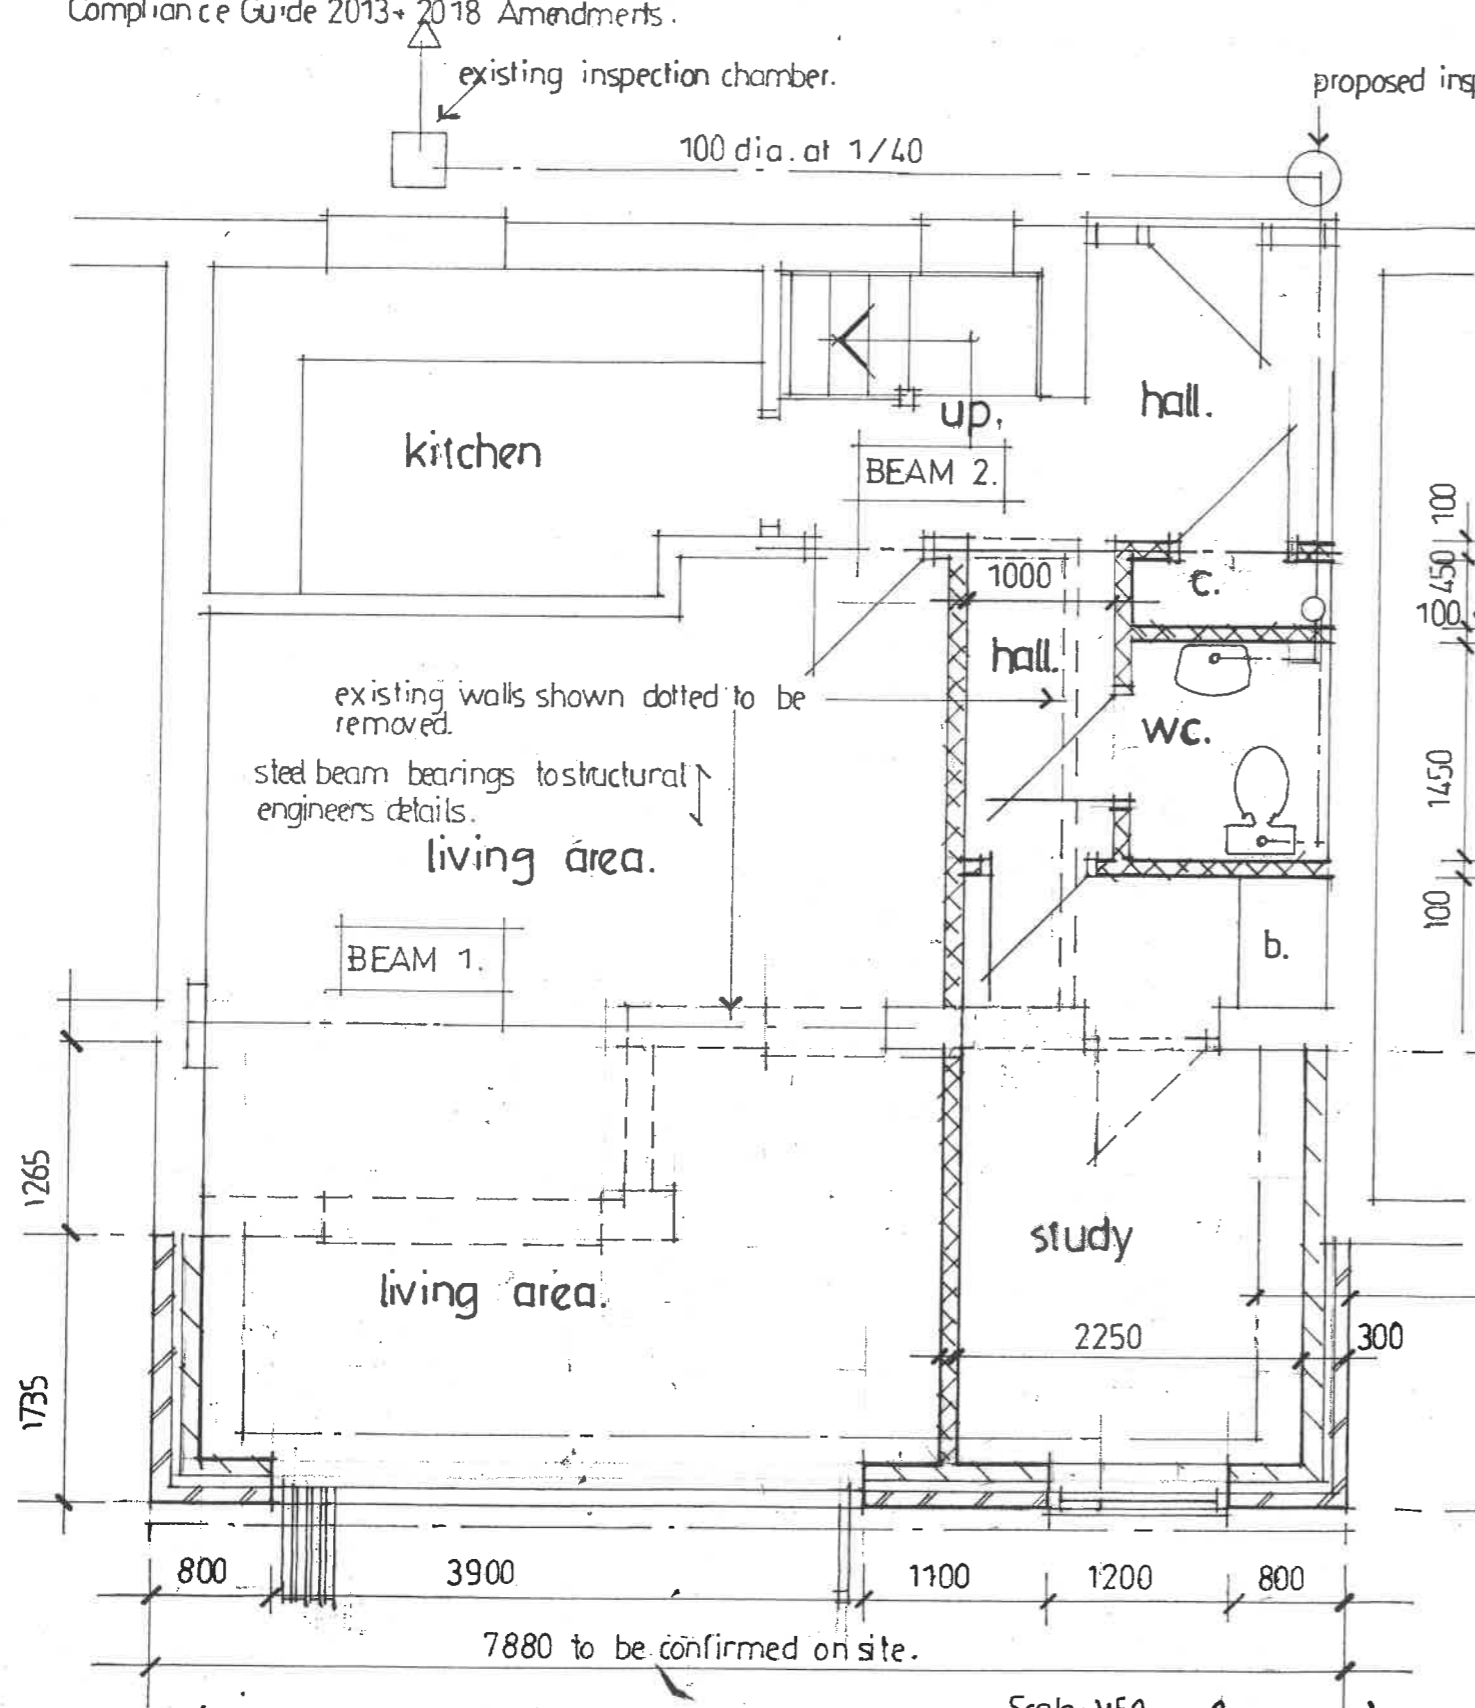 Compliance Guide 2013+ 2018 Amendments.
existing inspection chamber.
proposed
100 dia. at 1/40
hall.
up.
kitchen
BEAM 2.
100
450
100
1000
c.
hall.
existing walls shown dotted to be
removed.
wc.
steel beam bearings to structural
engineers details.
1450
living area.
100
b.
BEAM 1.
1265
study
living area.
2250
300
1735
800
3900
1100
1200
800
7880 to be confirmed on site.